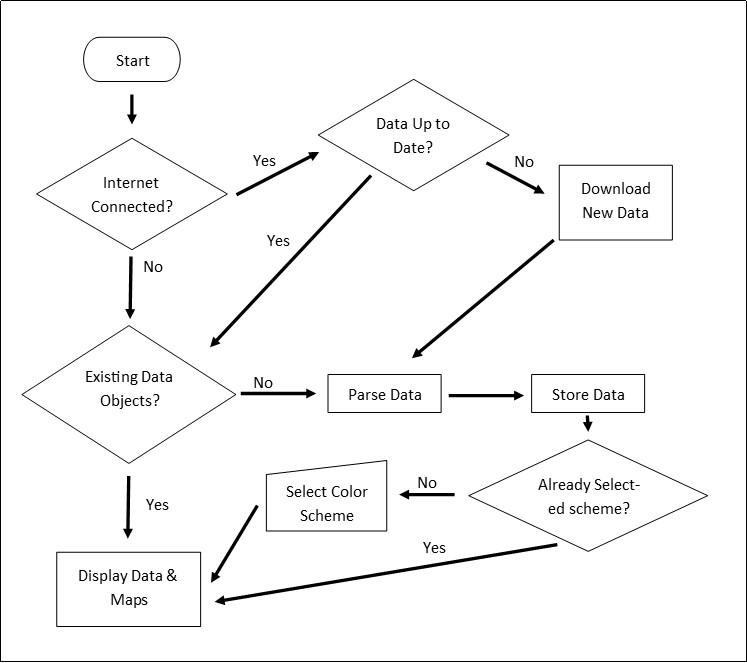 Start
Data Up to
Date?
Yes
No
Internet
Connected?
Download
New Data
Yes
No
Existing Data
Objects?
No
Parse Data
Store Data
Select Color
Scheme
No
Already Select-
ed scheme?
Yes
Yes
Display Data &
Maps